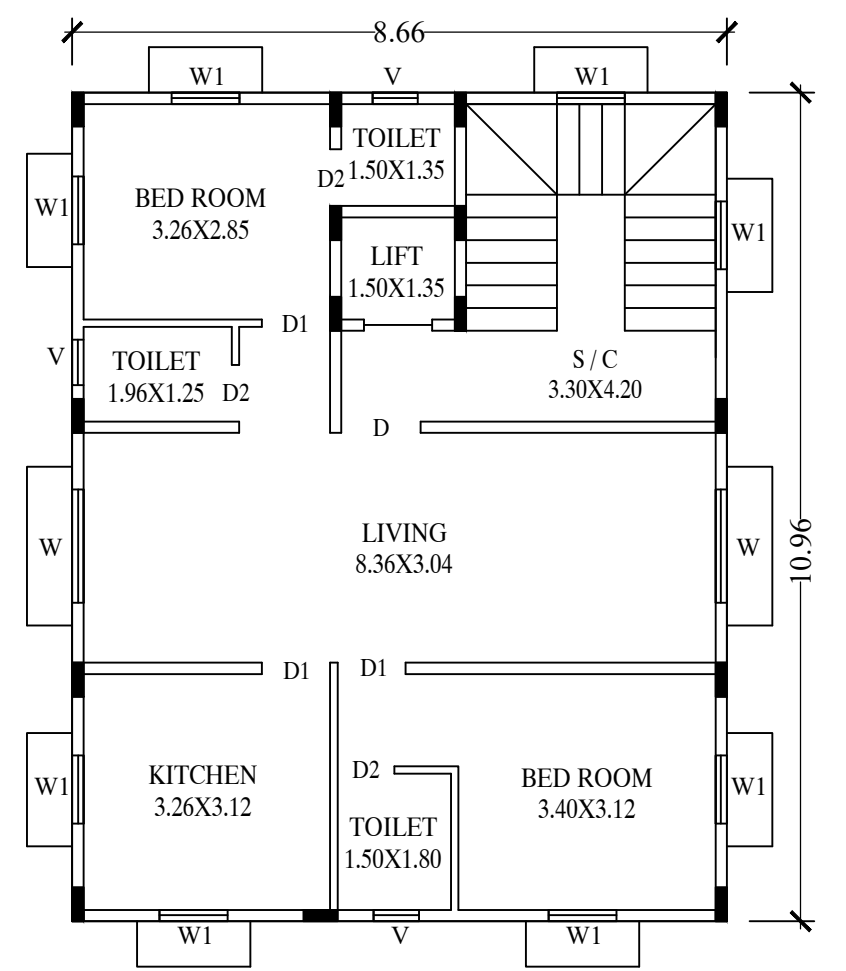 8.66
W1
V
W1
TOILET
1.50X1.35
D2
BED ROOM
3.26X2.85
W1
W1
LIFT
1.50X1.35
D1
V
TOILET
1.96X1.25
D2
S / C
3.30X4.20
D
LIVING
8.36X3.04
W
W
10.96
D1
D1
KITCHEN
3.26X3.12
W1
D2
BED ROOM
3.40X3.12
W1
TOILET
1.50X1.80
W1
V
W1